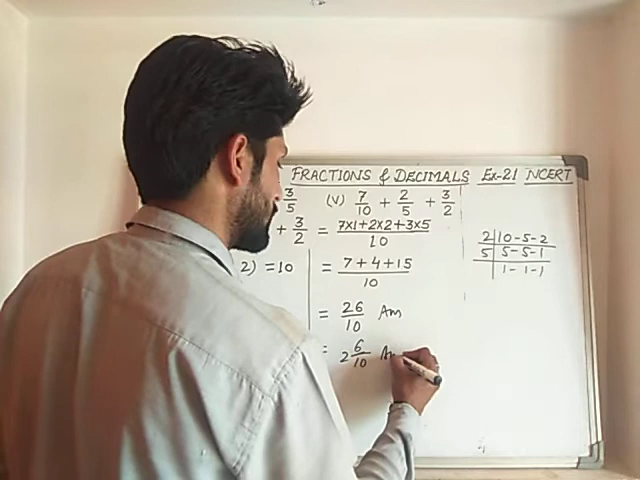 FRACTIONS & DECIMALS Ex-2.1 NCERT
3/5 (V) 7/10 + 2/5 + 3/2
+ 3/2 = 7×1+2×2+3×5/10
2) = 10 = 7+4+15/10
= 26/10 Am
= 2 6/10 An
2|10-5-2
5|5-5-1
|1-1-1